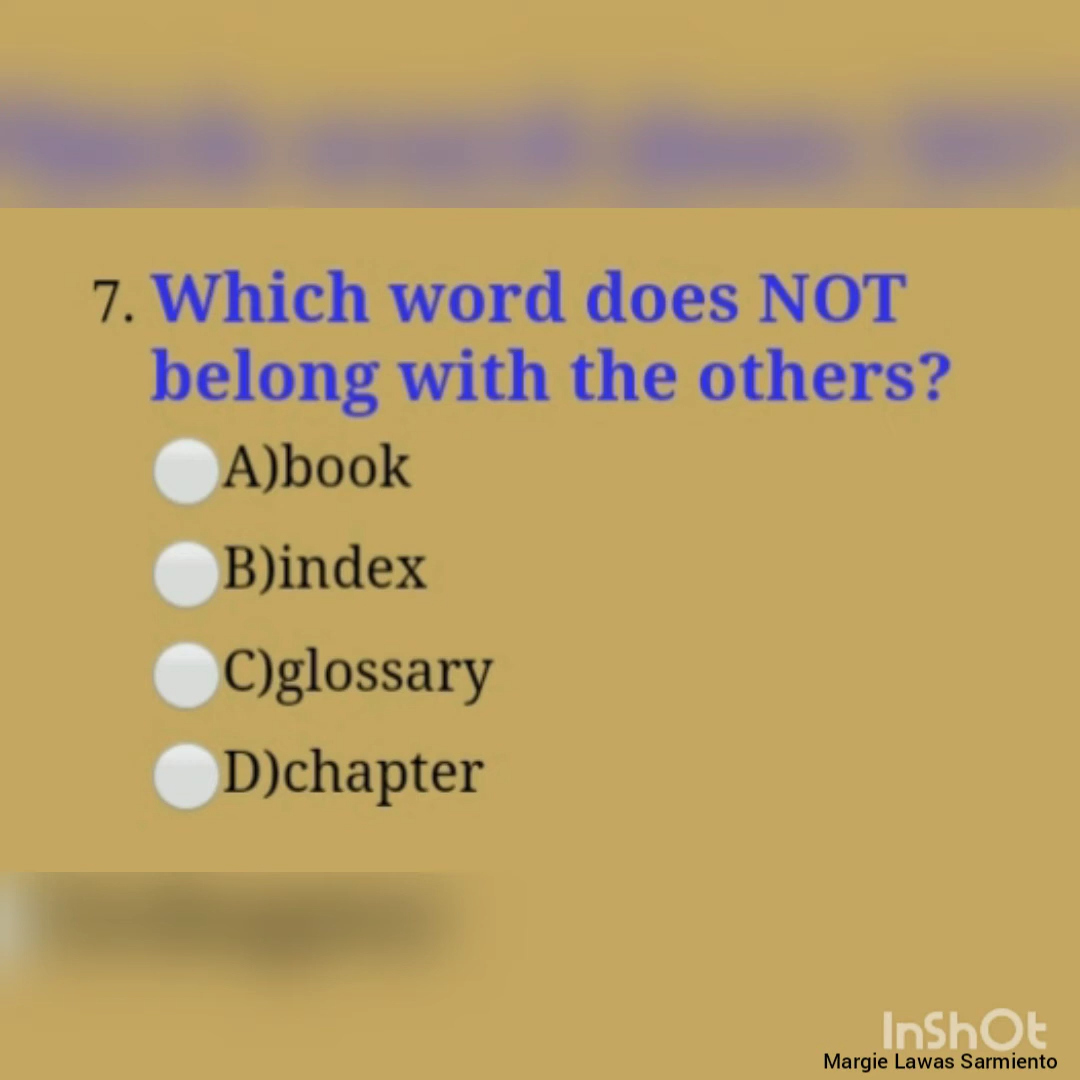 7. Which word does NOT
belong with the others?
A)book
B)index
C)glossary
D)chapter
InShOt
Margie Lawas Sarmiento